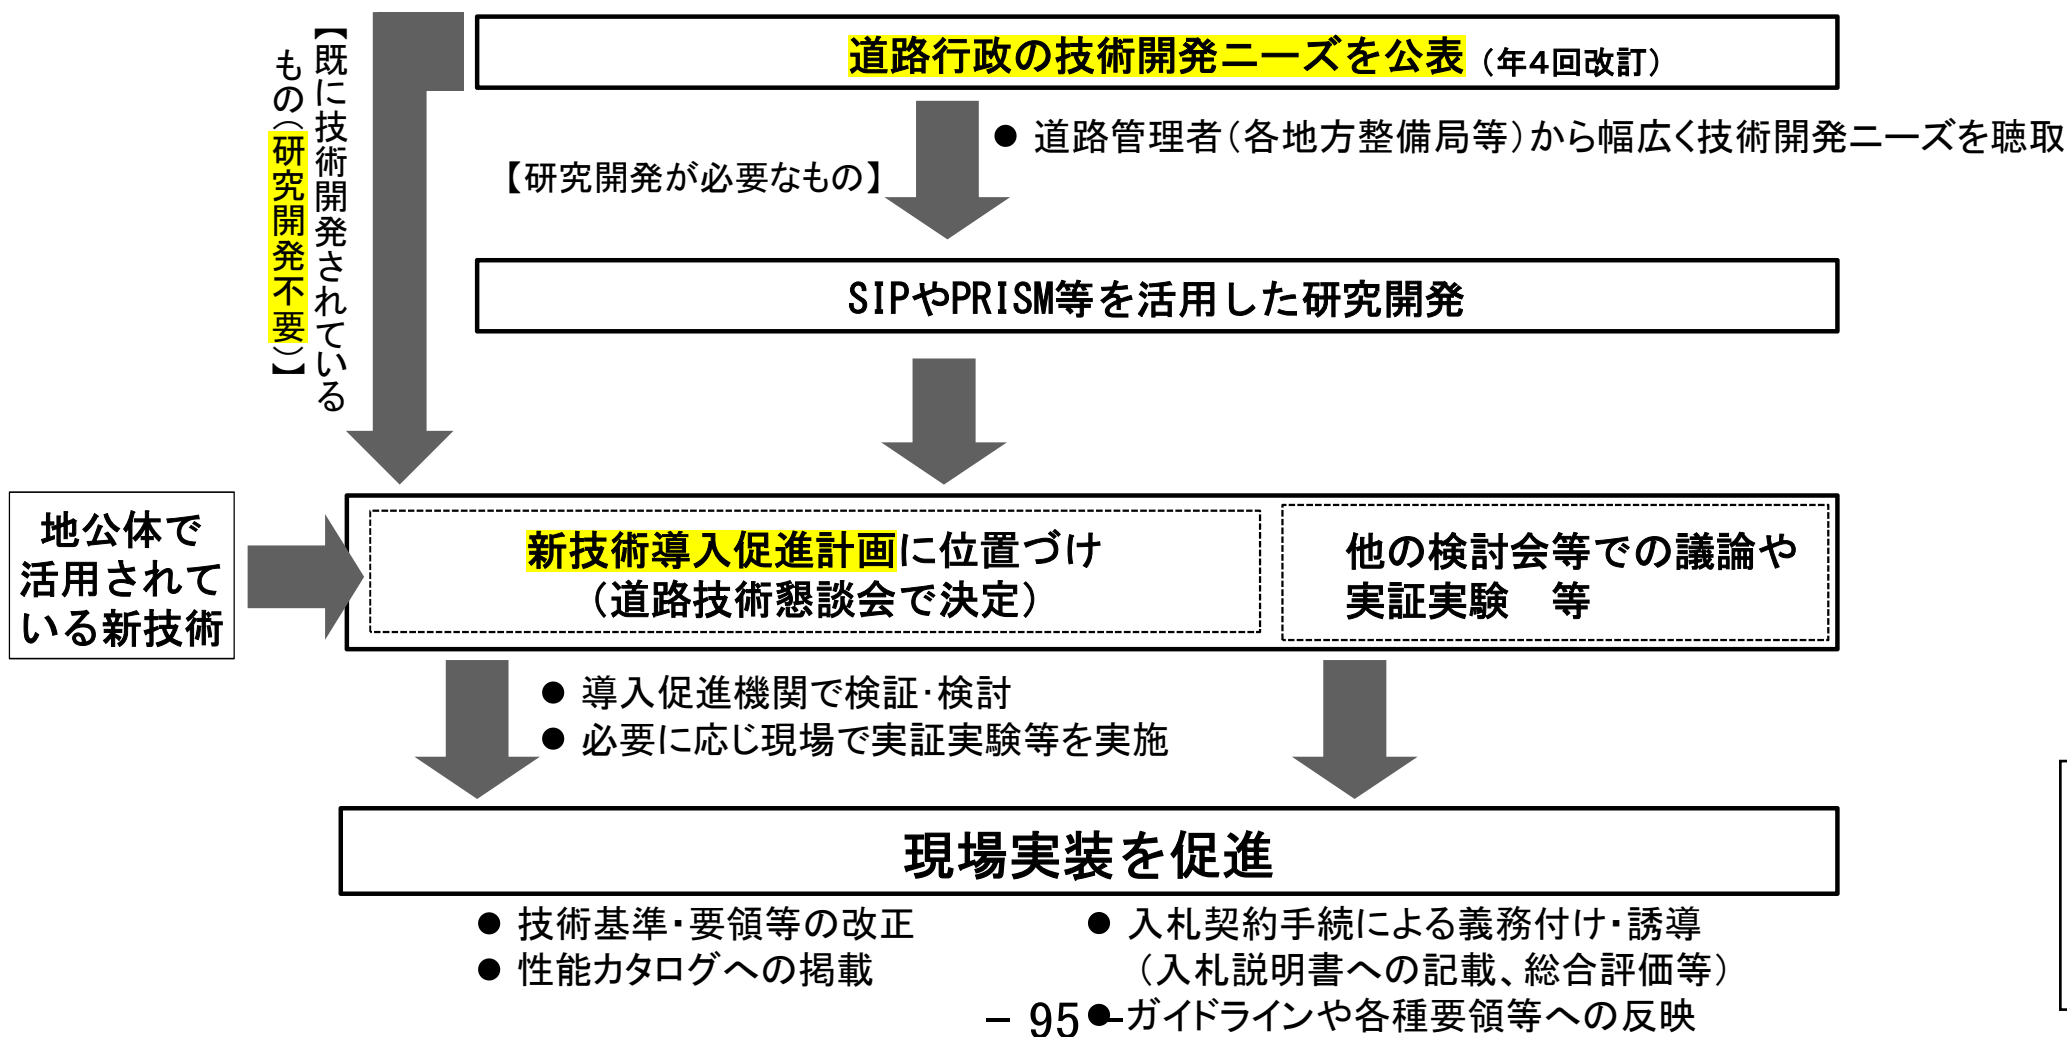 道路行政の技術開発ニーズを公表（年4回改訂）
【既に技術開発されている
もの（研究開発不要）】
● 道路管理者（各地方整備局等）から幅広く技術開発ニーズを聴取
【研究開発が必要なもの】
SIPやPRISM等を活用した研究開発
地公体で
活用されて
いる新技術
新技術導入促進計画に位置づけ
（道路技術懇談会で決定）
他の検討会等での議論や
実証実験　等
● 導入促進機関で検証・検討
● 必要に応じ現場で実証実験等を実施
現場実装を促進
● 技術基準・要領等の改正
● 性能カタログへの掲載
● 入札契約手続による義務付け・誘導
（入札説明書への記載、総合評価等）
● ガイドラインや各種要領等への反映
− 95 −